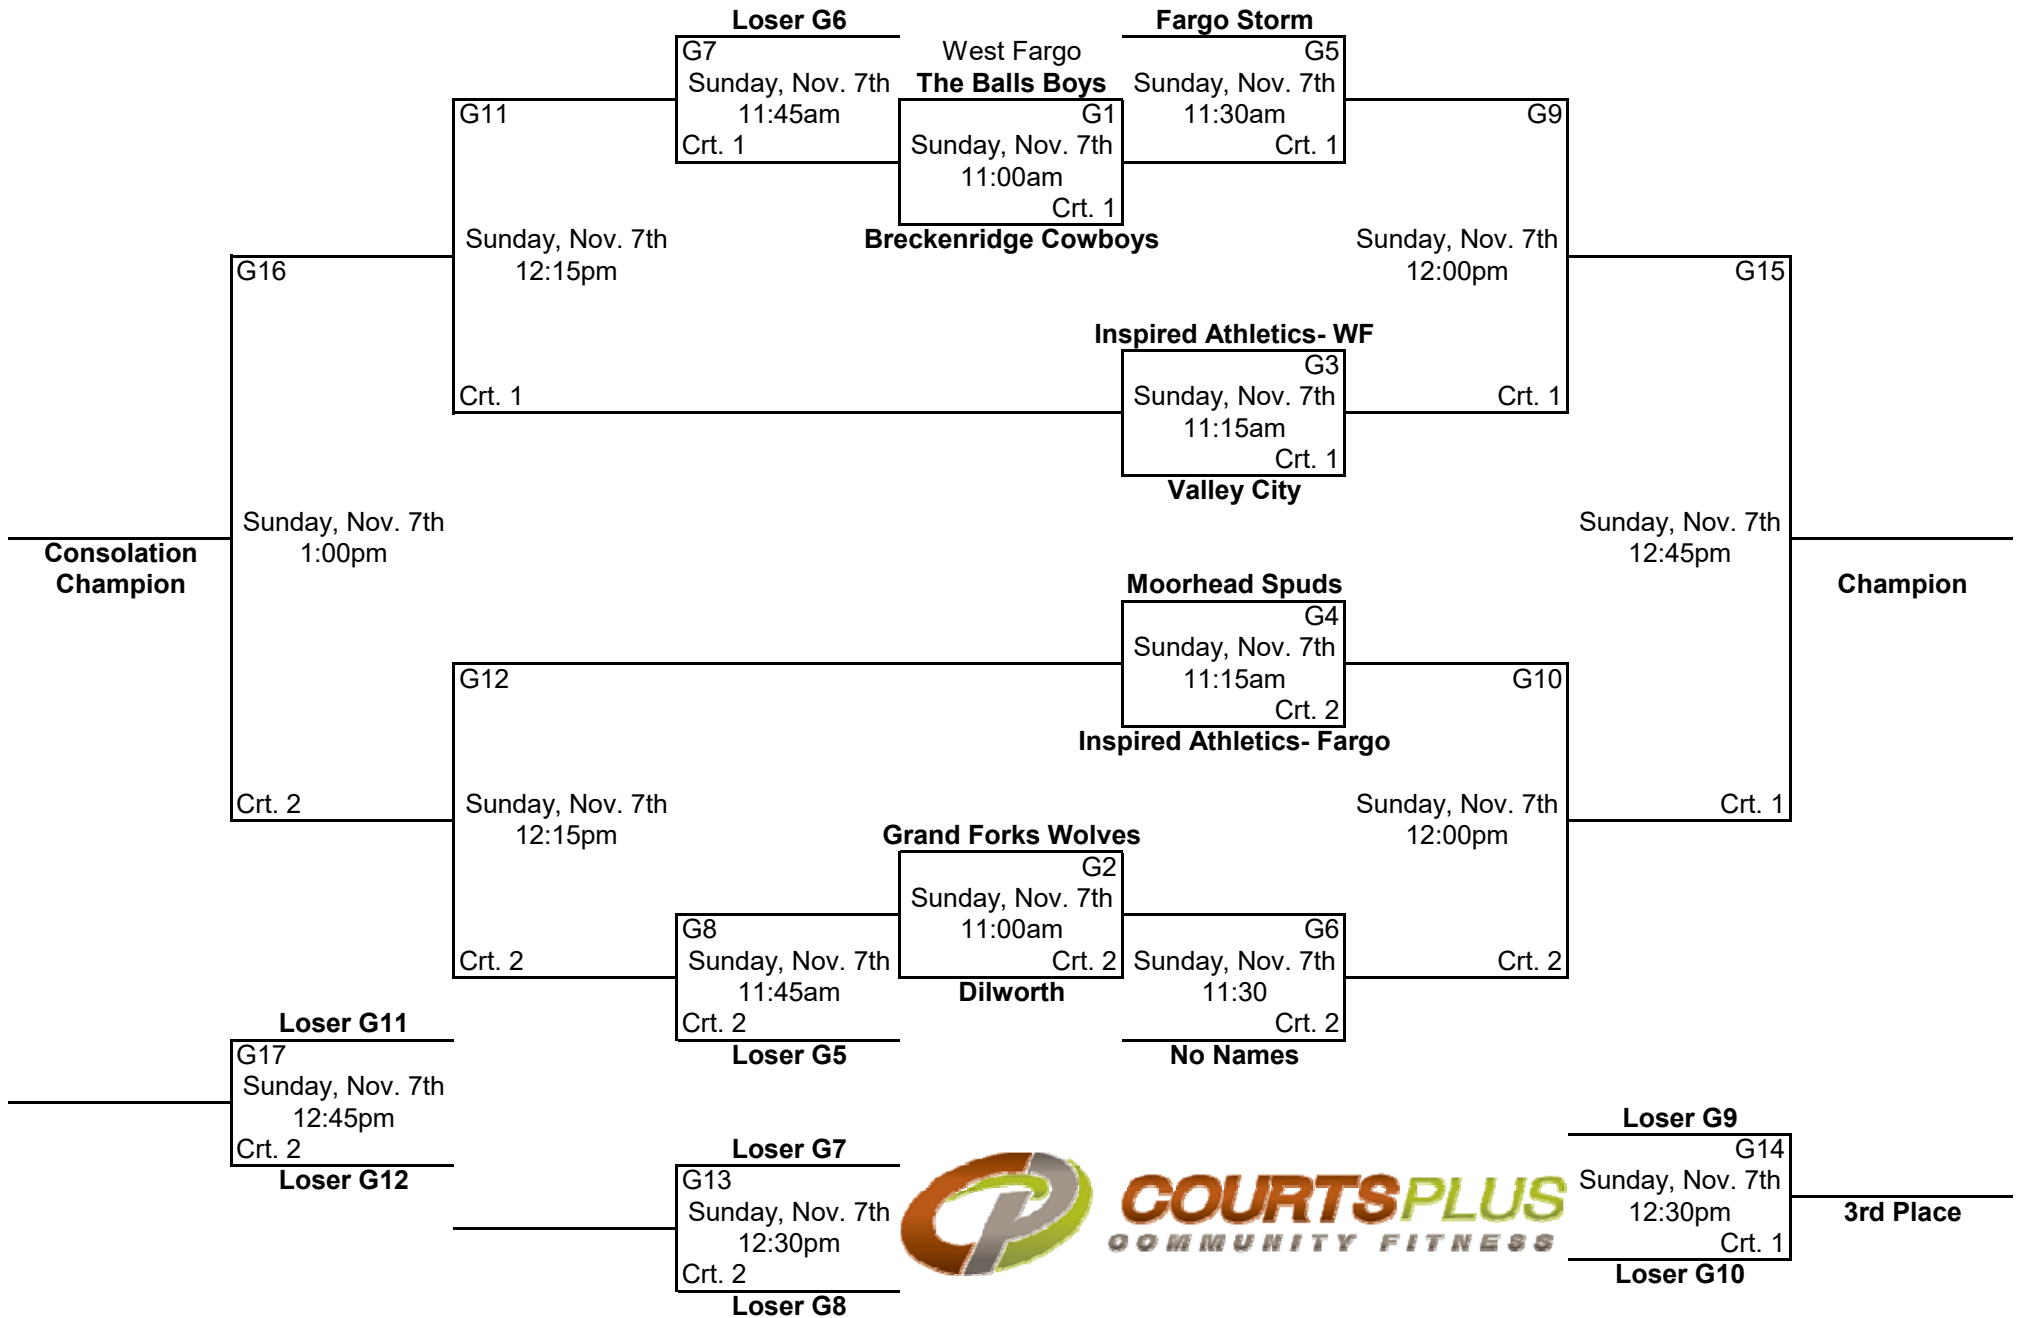 Loser G6
Fargo Storm
G7
West Fargo
G5
Sunday, Nov. 7th
The Balls Boys
Sunday, Nov. 7th
G11
11:45am
G1
11:30am
G9
Crt. 1
Sunday, Nov. 7th
Crt. 1
11:00am
Crt. 1
Sunday, Nov. 7th
Breckenridge Cowboys
Sunday, Nov. 7th
G16
12:15pm
12:00pm
G15
Inspired Athletics- WF
G3
Crt. 1
Sunday, Nov. 7th
Crt. 1
11:15am
Crt. 1
Valley City
Sunday, Nov. 7th
Sunday, Nov. 7th
Consolation
1:00pm
12:45pm
Champion
Moorhead Spuds
Champion
G4
Sunday, Nov. 7th
G12
11:15am
G10
Crt. 2
Inspired Athletics- Fargo
Crt. 2
Sunday, Nov. 7th
Sunday, Nov. 7th
Crt. 1
12:15pm
Grand Forks Wolves
12:00pm
G2
Sunday, Nov. 7th
G8
11:00am
G6
Crt. 2
Sunday, Nov. 7th
Crt. 2
Sunday, Nov. 7th
Crt. 2
11:45am
Dilworth
11:30
Loser G11
Crt. 2
Crt. 2
G17
Loser G5
No Names
Sunday, Nov. 7th
12:45pm
Loser G9
Crt. 2
Loser G7
G14
Loser G12
G13
COURTSPLUS
Sunday, Nov. 7th
Sunday, Nov. 7th
12:30pm
3rd Place
12:30pm
COMMUNITY FITNESS
Crt. 1
Crt. 2
Loser G10
Loser G8